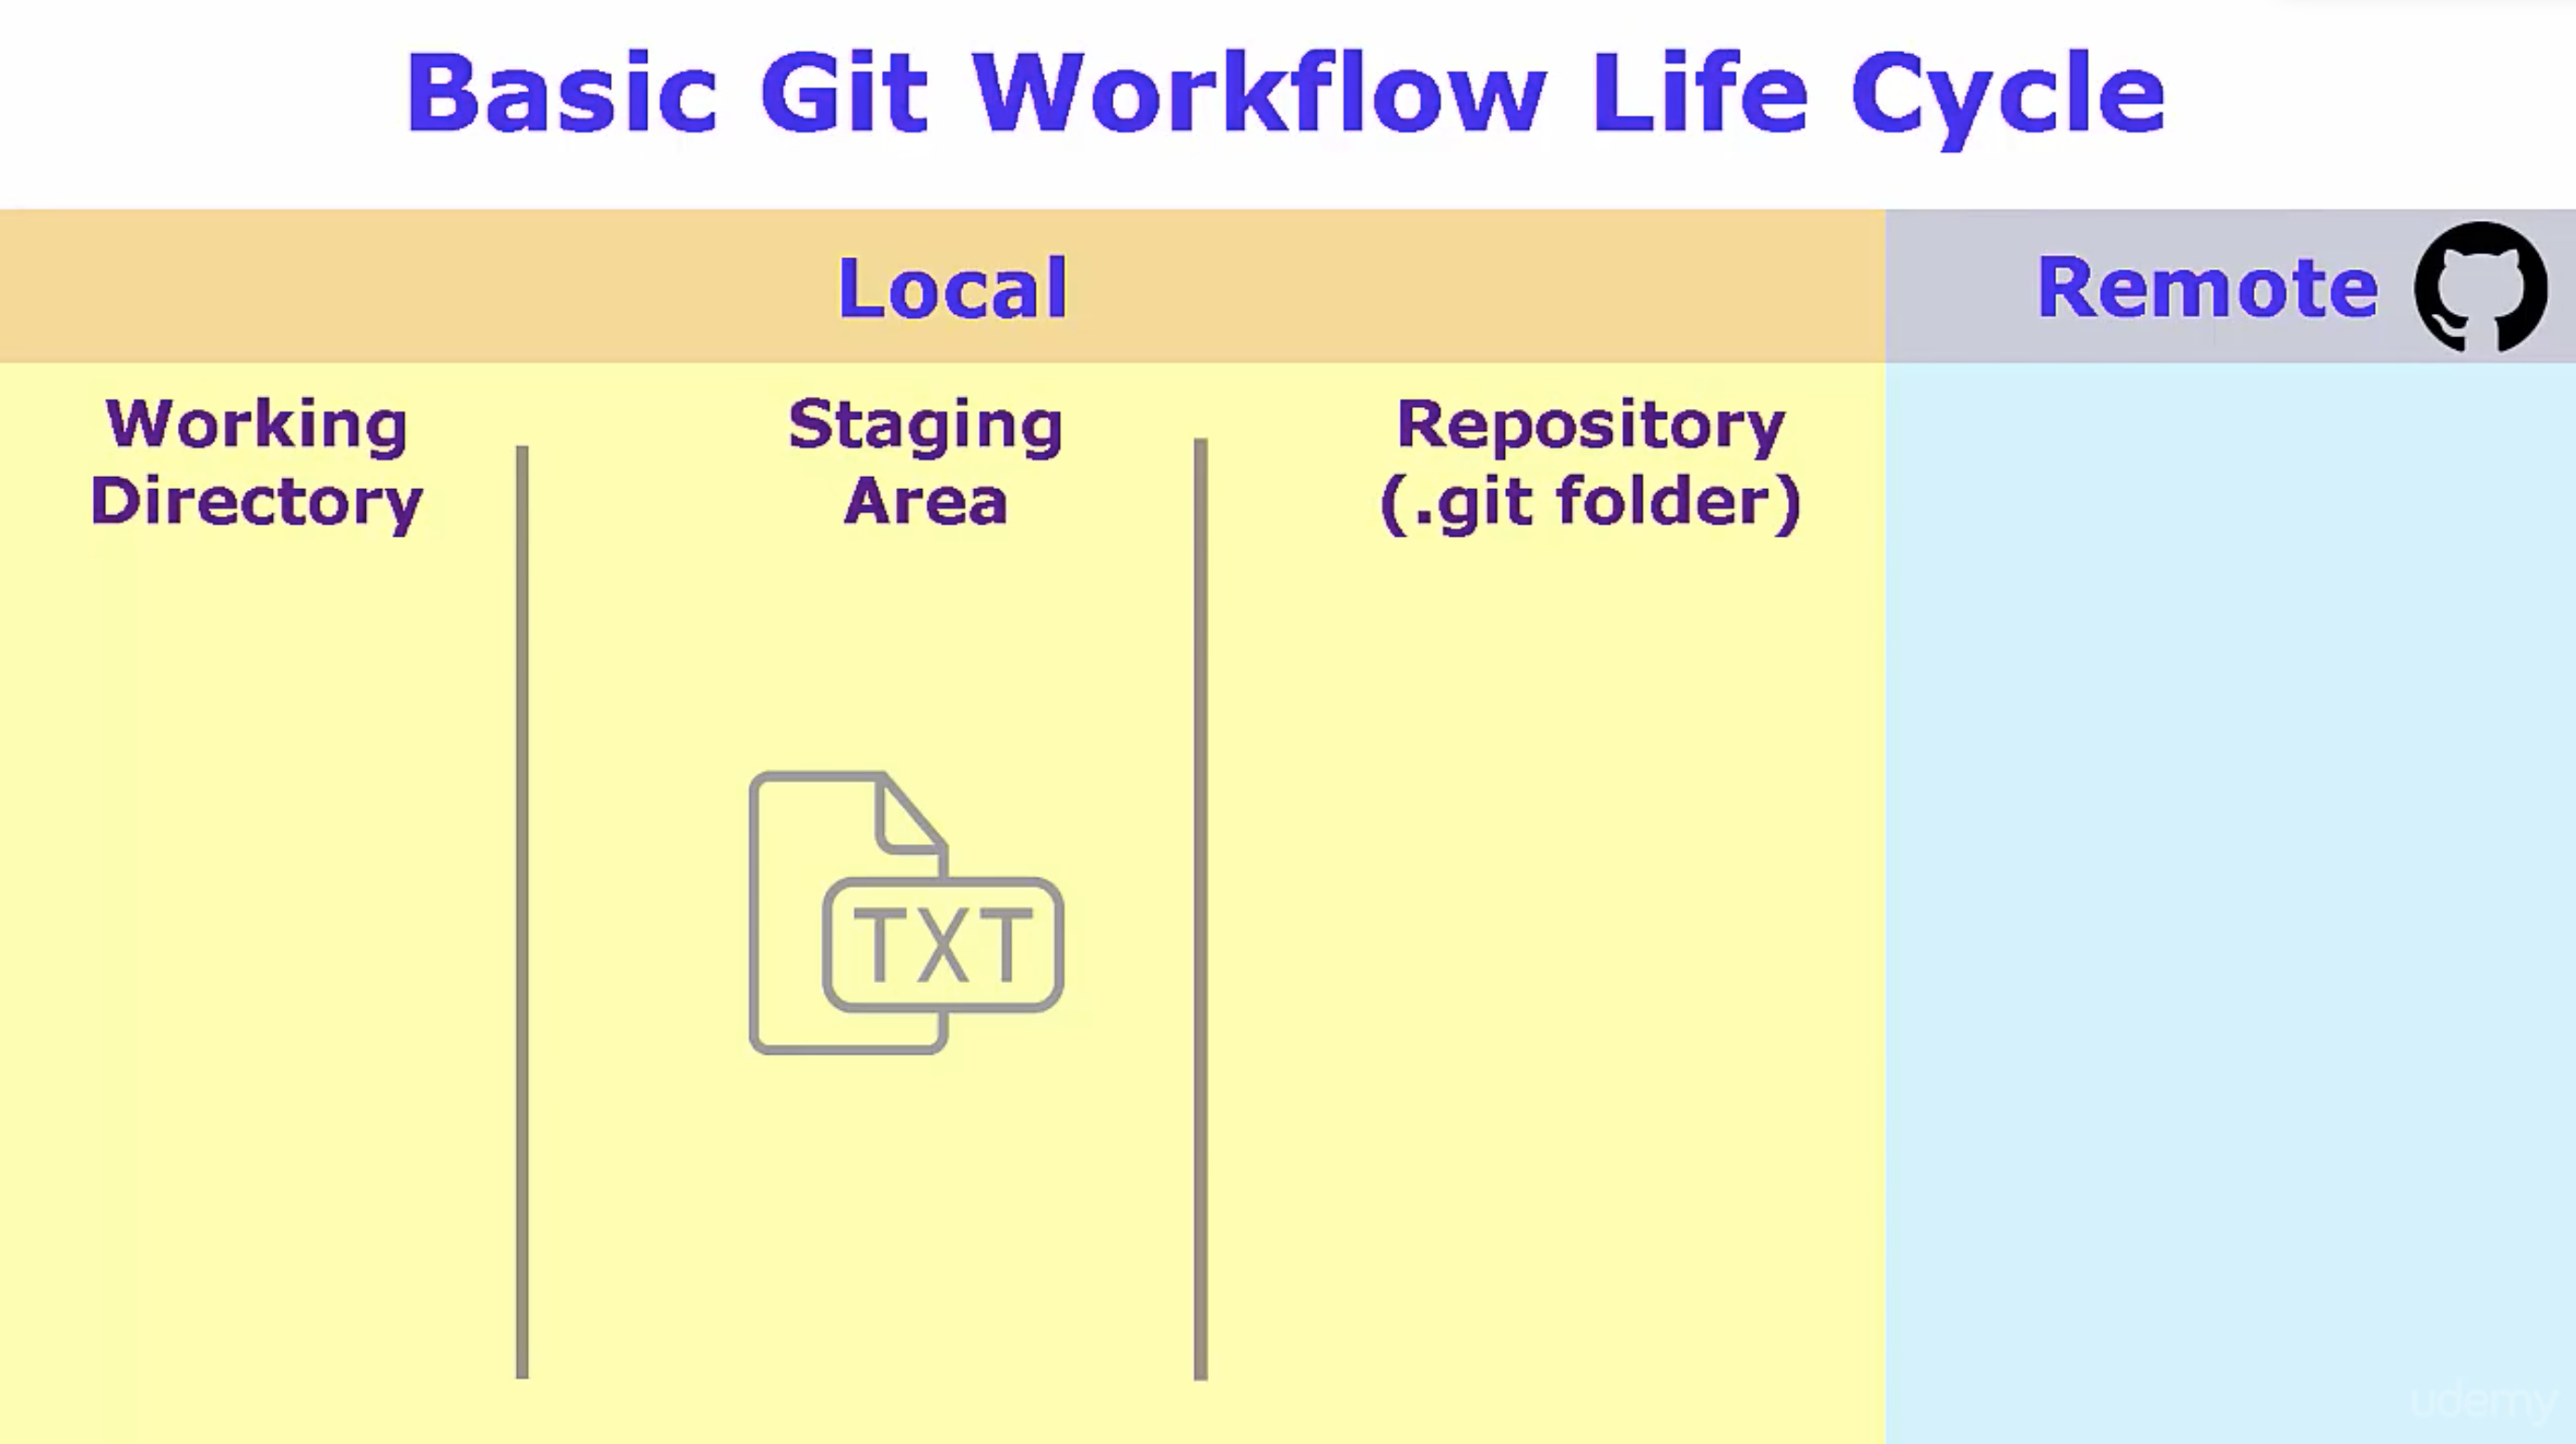 Basic Git Workflow Life Cycle
Local
Remote
Working
Directory
Staging
Area
Repository
(.git folder)
TXT
udemy